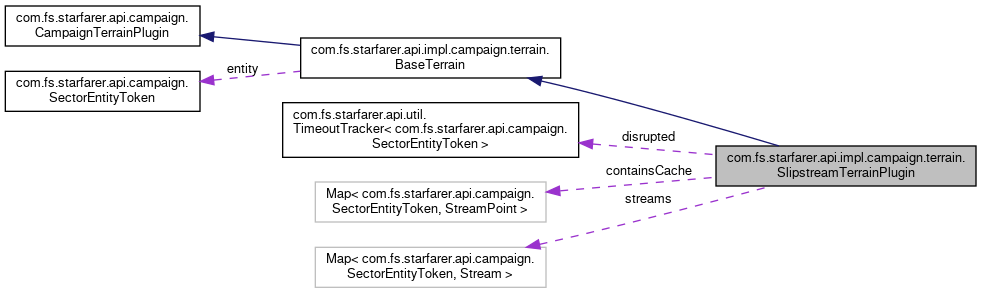 com.fs.starfarer.api.campaign.
CampaignTerrainPlugin
com.fs.starfarer.api.impl.campaign.terrain.
BaseTerrain
entity
com.fs.starfarer.api.campaign.
SectorEntityToken
com.fs.starfarer.api.util.
TimeoutTracker< com.fs.starfarer.api.campaign.
SectorEntityToken >
disrupted
com.fs.starfarer.api.impl.campaign.terrain.
SlipstreamTerrainPlugin
containsCache
Map< com.fs.starfarer.api.campaign.
SectorEntityToken, StreamPoint >
streams
Map< com.fs.starfarer.api.campaign.
SectorEntityToken, Stream >